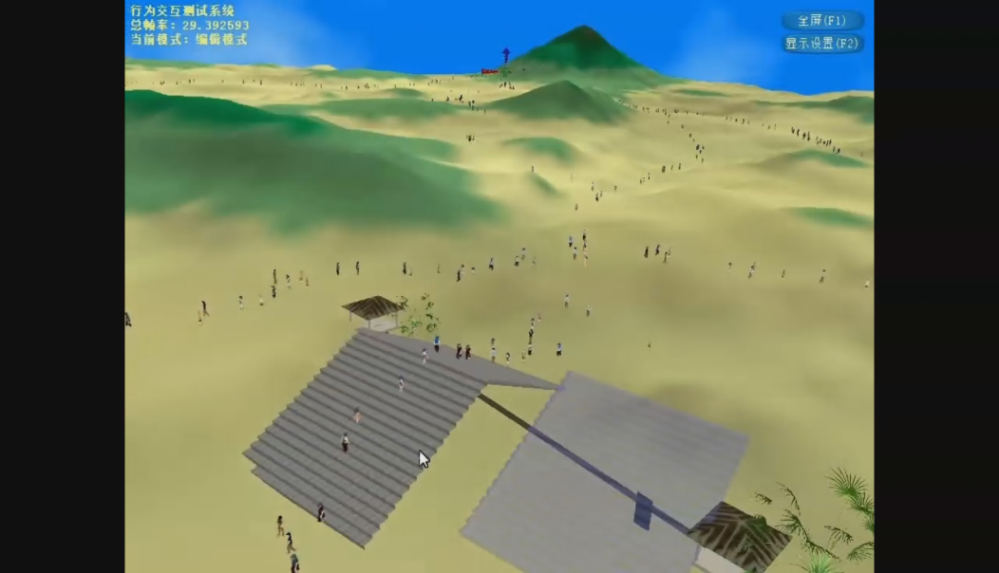 行为交互测试系统
总帧率：29.392593
当前模式：编辑模式
全屏(F1)
显示设置(F2)